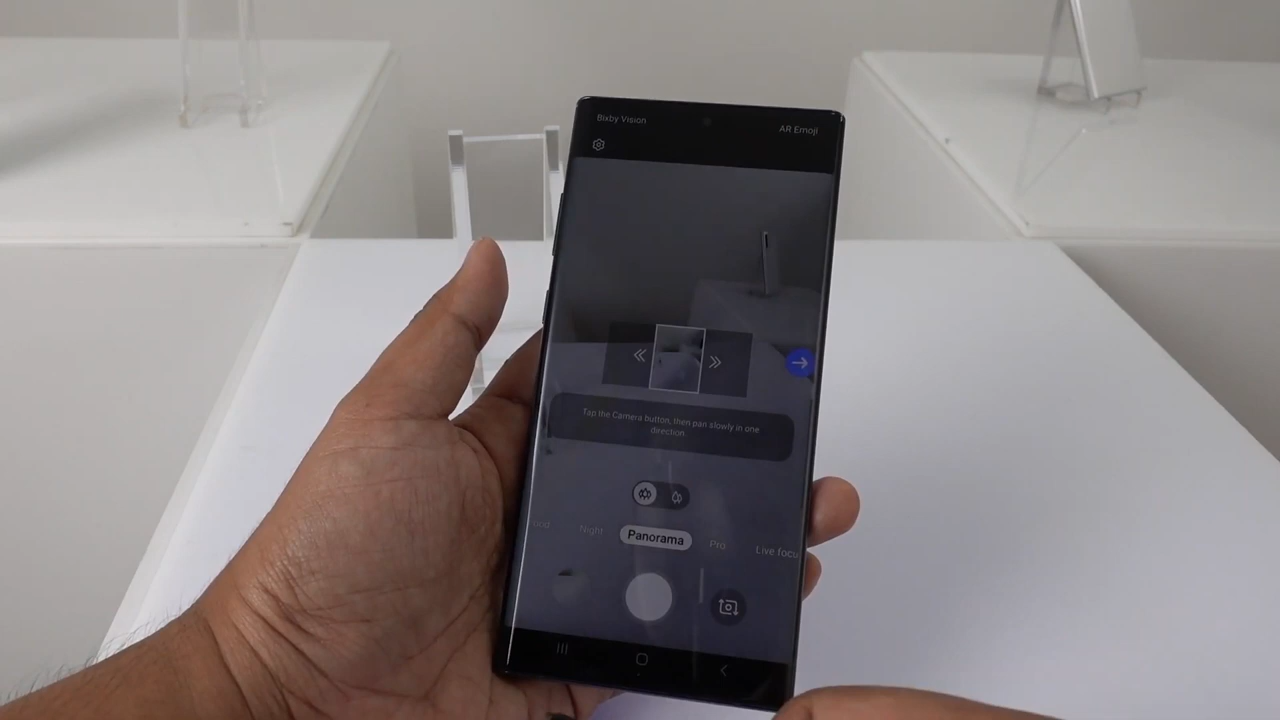 Bixby Vision
AR Emoji
Tap the Camera button, then pan slowly in one
direction.
Night
Panorama
Pro
Live focu